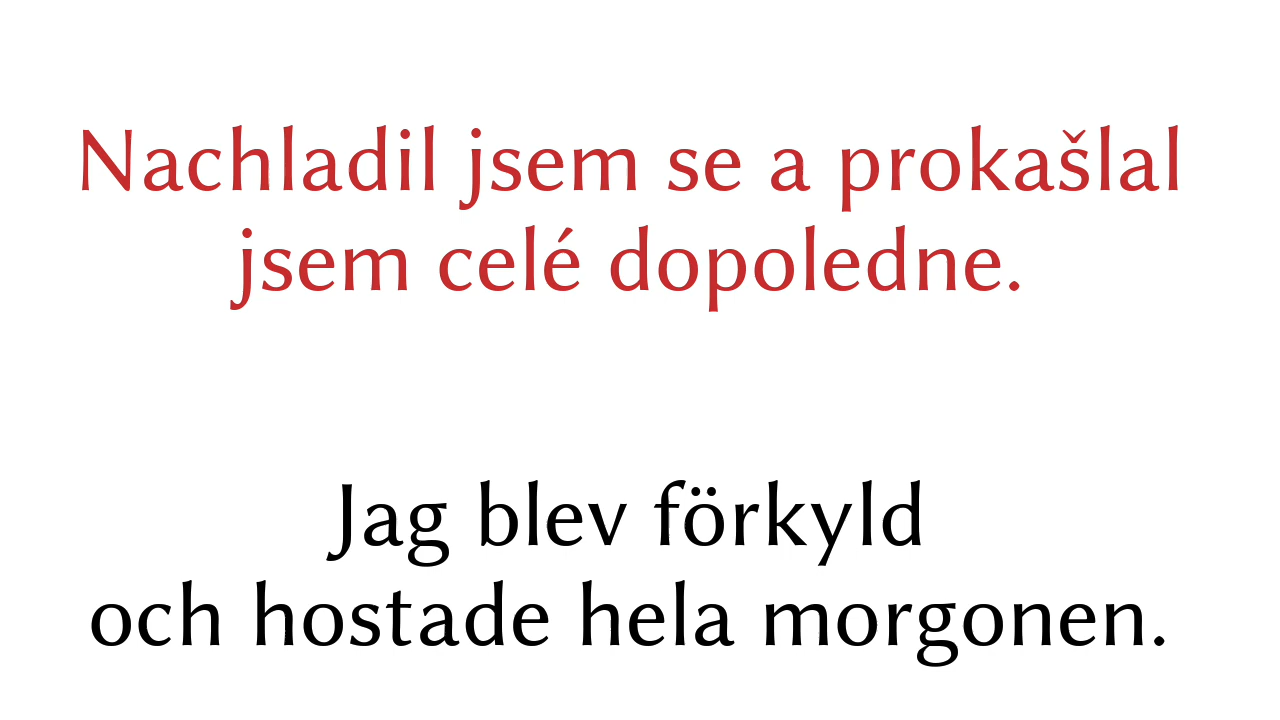 Nachladil jsem se a prokašlal
jsem celé dopoledne.
Jag blev förkyld
och hostade hela morgonen.